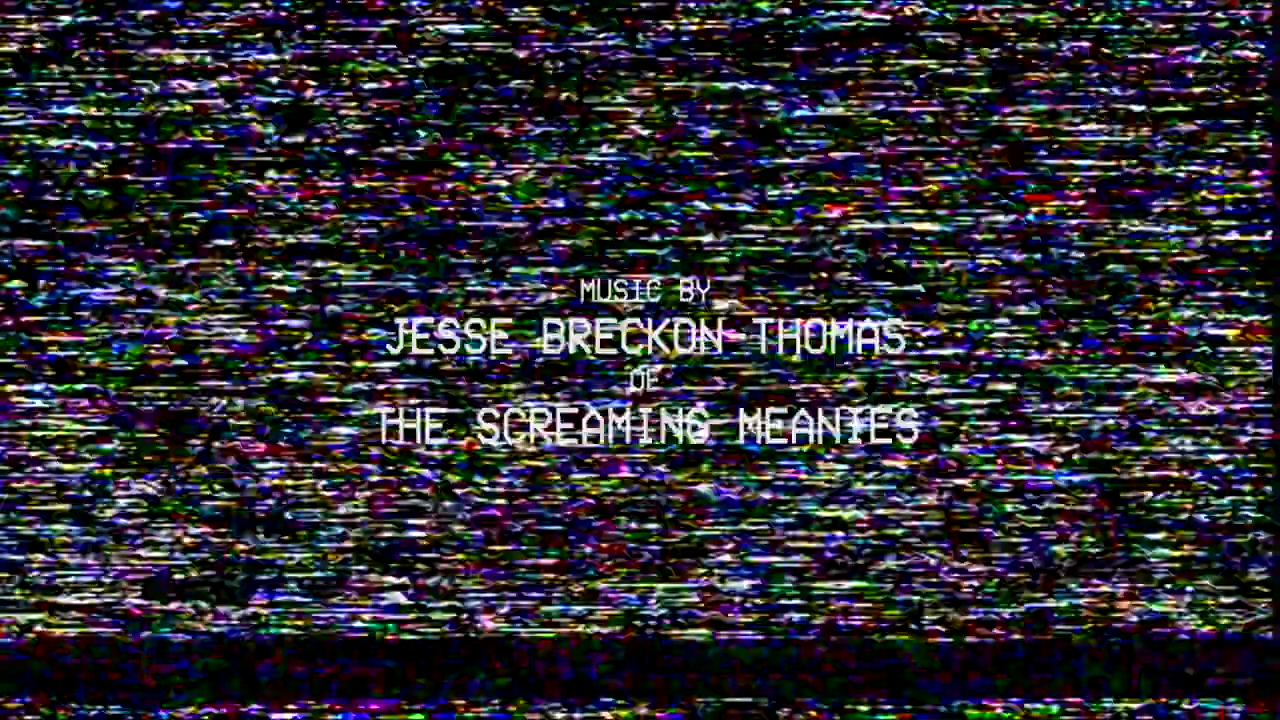 MUSIC BY
JESSE BRECKON-THOMAS
OF
THE SCREAMING MEANIES